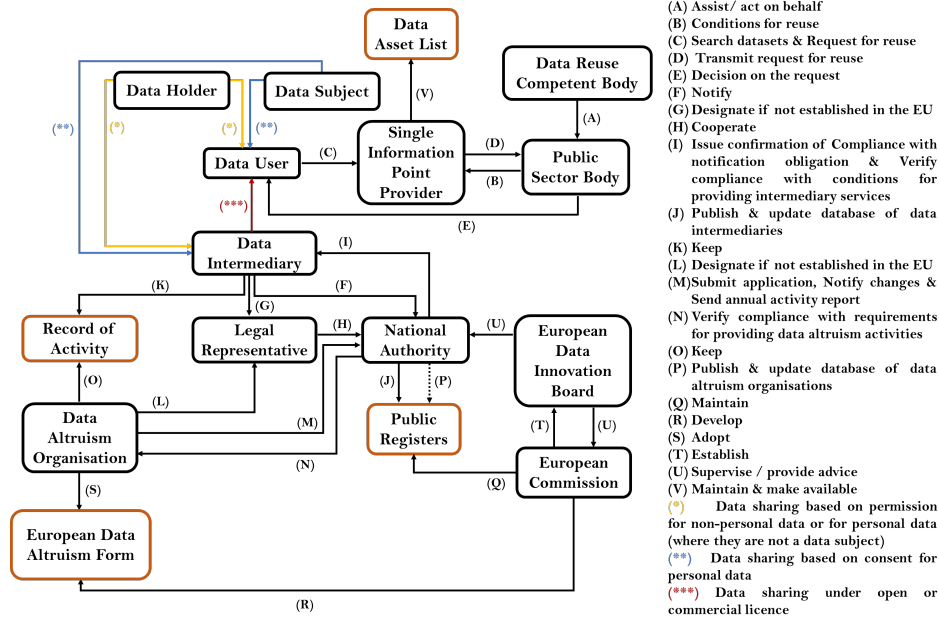 Data
Asset List
Data Reuse
Competent Body
Data Holder
Data Subject
(**)
(*)
(*)
(**)
(V)
(A)
Data User
(C)
Single
Information
Point
Provider
(D)
(B)
Public
Sector Body
(***)
(E)
Data
Intermediary
(I)
(K)
(G)
(F)
Record of
Activity
Legal
Representative
(H)
National
Authority
(U)
European
Data
Innovation
Board
(O)
(L)
(M)
(N)
(J)
(P)
Data
Altruism
Organisation
Public
Registers
(T)
(U)
(Q)
European
Commission
(S)
European Data
Altruism Form
(R)
(A) Assist/ act on behalf
(B) Conditions for reuse
(C) Search datasets & Request for reuse
(D) Transmit request for reuse
(E) Decision on the request
(F) Notify
(G) Designate if not established in the EU
(H) Cooperate
(I) Issue confirmation of Compliance with
notification obligation & Verify
compliance with conditions for
providing intermediary services
(J) Publish & update database of data
intermediaries
(K) Keep
(L) Designate if not established in the EU
(M)Submit application, Notify changes &
Send annual activity report
(N) Verify compliance with requirements
for providing data altruism activities
(O) Keep
(P) Publish & update database of data
altruism organisations
(Q) Maintain
(R) Develop
(S) Adopt
(T) Establish
(U) Supervise / provide advice
(V) Maintain & make available
(*) Data sharing based on permission
for non-personal data or for personal data
(where they are not a data subject)
(**) Data sharing based on consent for
personal data
(***) Data sharing under open or
commercial licence